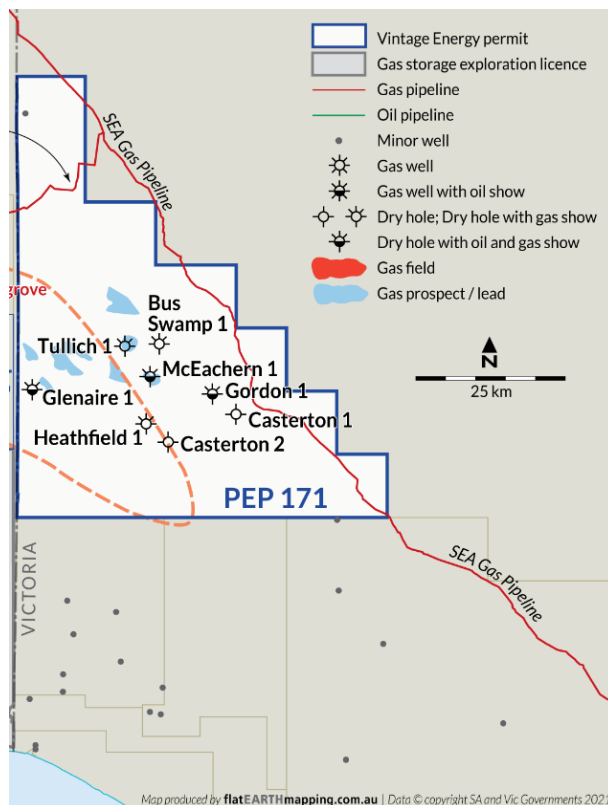 Vintage Energy permit
Gas storage exploration licence
Gas pipeline
Oil pipeline
Minor well
Gas well
Gas well with oil show
Dry hole; Dry hole with gas show
Dry hole with oil and gas show
Gas field
Gas prospect / lead
N
25 km
SEA Gas Pipeline
grove
Bus
Swamp 1
Tullich 1
McEachern 1
Glenaire 1
Gordon 1
Casterton 1
Heathfield 1
Casterton 2
PEP 171
VICTORIA
SEA Gas Pipeline
Map produced by flatEARTHmapping.com.au | Data © copyright SA and Vic Governments 2021